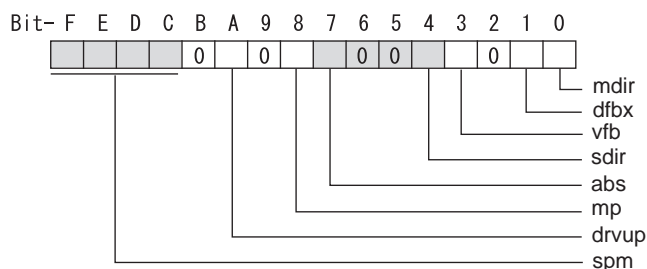 Bit- F E D C B A 9 8 7 6 5 4 3 2 1 0
0 0 0 0 0
mdir
dfbx
vfb
sdir
abs
mp
drvup
spm